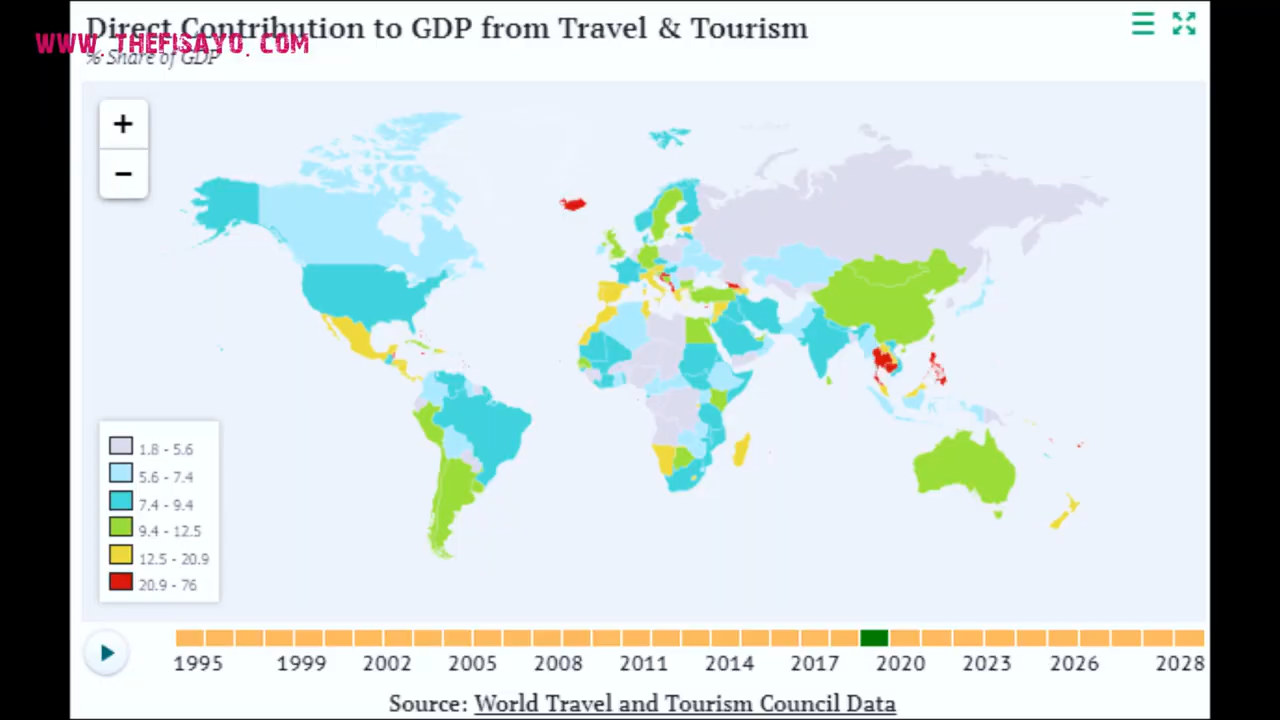 Direct Contribution to GDP from Travel & Tourism
WWW.THEFISAYO.COM
% Share of GDP
+
−
1.8 - 5.6
5.6 - 7.4
7.4 - 9.4
9.4 - 12.5
12.5 - 20.9
20.9 - 76
1995 1999 2002 2005 2008 2011 2014 2017 2020 2023 2026 2028
Source: World Travel and Tourism Council Data